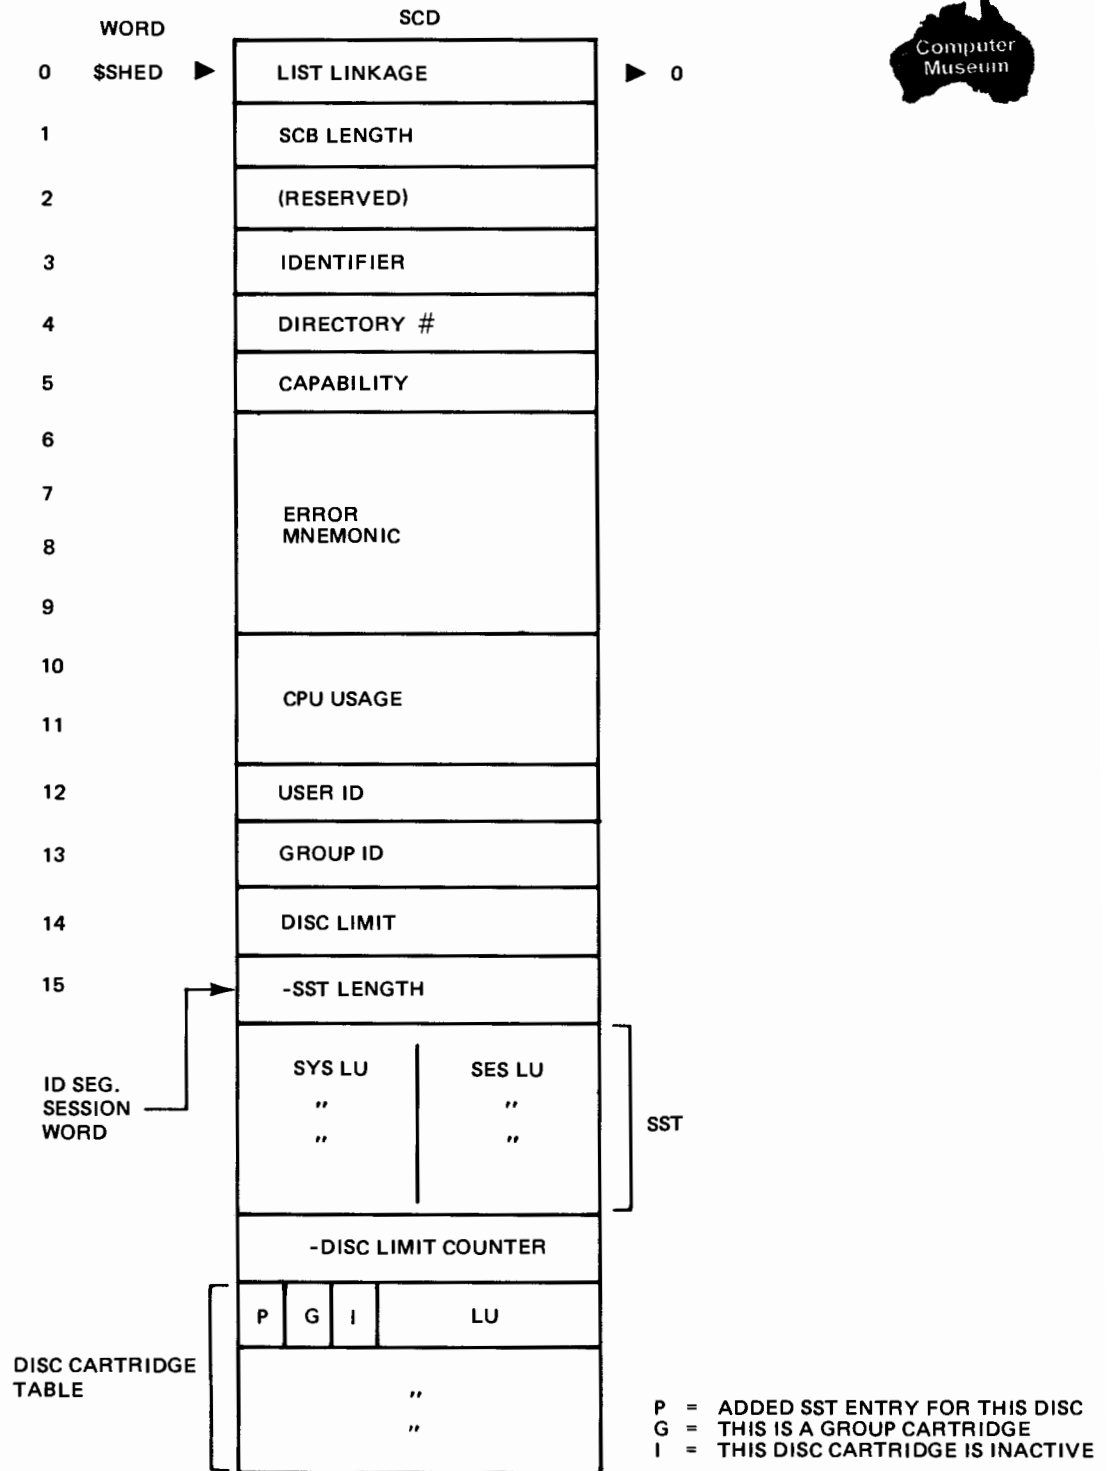 SCD
WORD
Computer
Museum
0 $SHED ► LIST LINKAGE ► 0
1 SCB LENGTH
2 (RESERVED)
3 IDENTIFIER
4 DIRECTORY #
5 CAPABILITY
6
7
ERROR
MNEMONIC
8
9
10
CPU USAGE
11
12 USER ID
13 GROUP ID
14 DISC LIMIT
15 -SST LENGTH
SYS LU SES LU
" "
" "
ID SEG.
SESSION
WORD
SST
-DISC LIMIT COUNTER
P G I LU
DISC CARTRIDGE
TABLE
"
"
P = ADDED SST ENTRY FOR THIS DISC
G = THIS IS A GROUP CARTRIDGE
I = THIS DISC CARTRIDGE IS INACTIVE